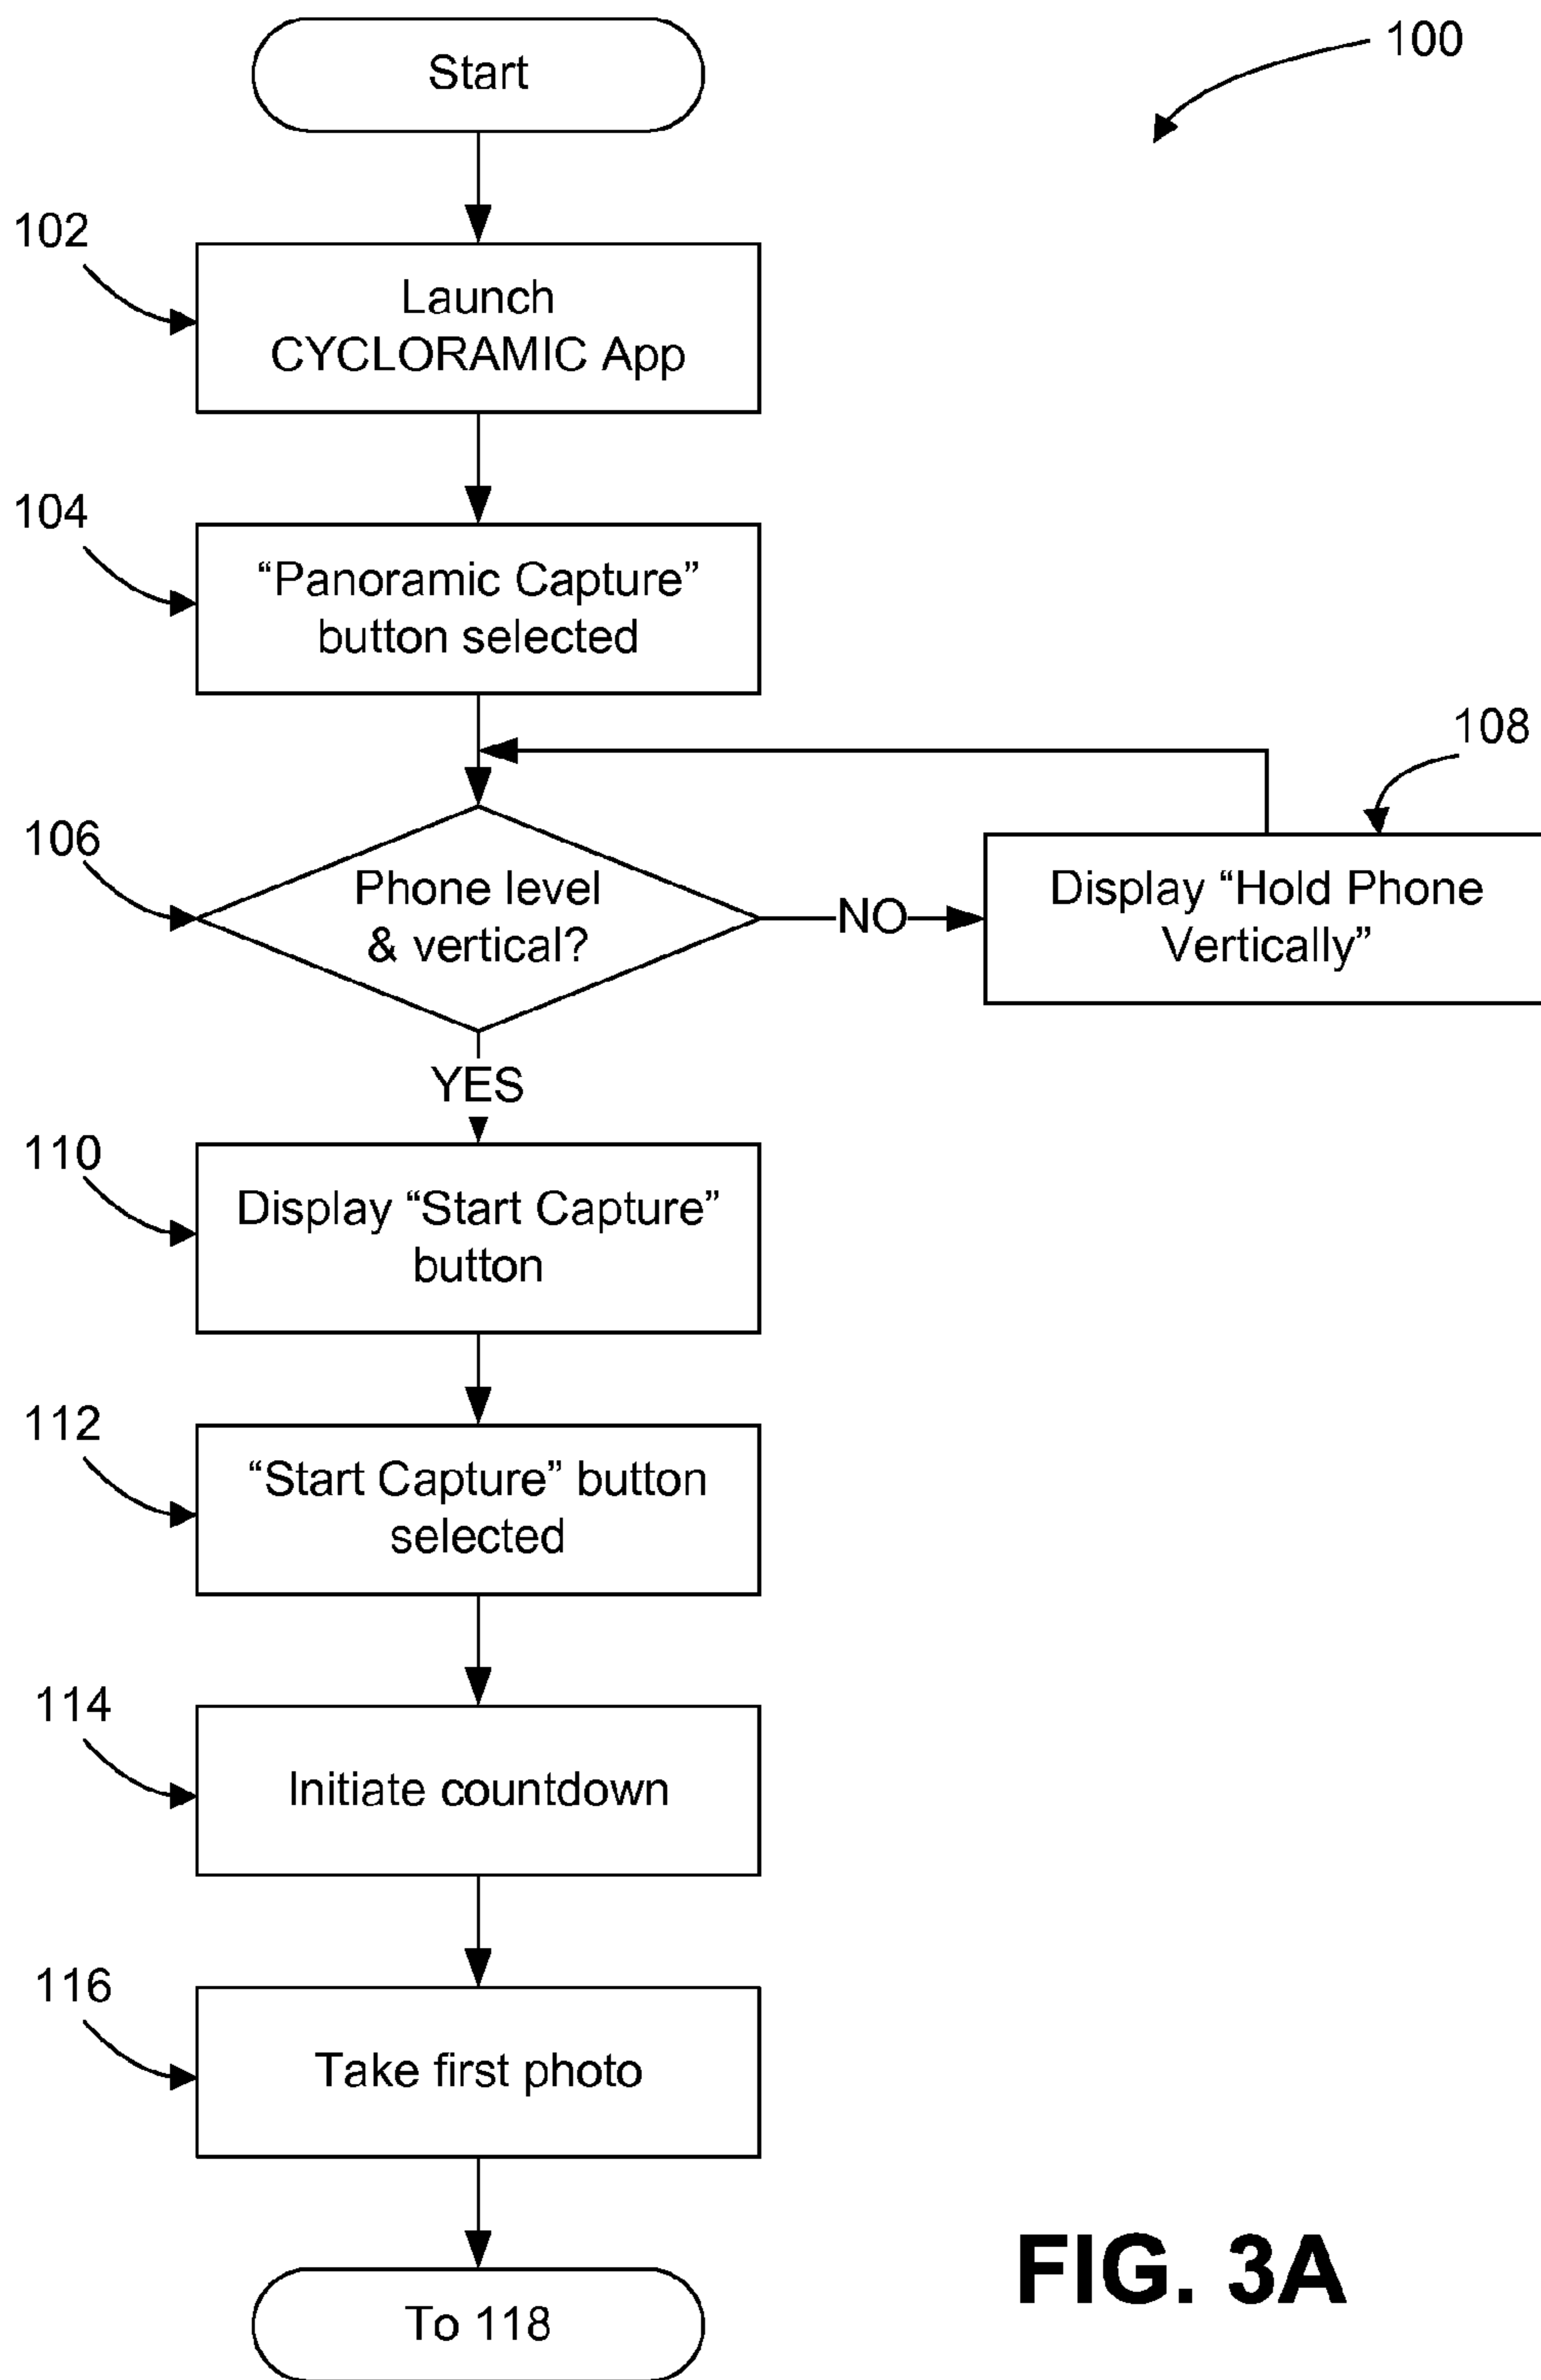 Start
100
102
Launch
CYCLORAMIC App
104
“Panoramic Capture”
button selected
108
106
Phone level
& vertical?
NO
Display “Hold Phone
Vertically”
YES
110
Display “Start Capture”
button
112
“Start Capture” button
selected
114
Initiate countdown
116
Take first photo
FIG. 3A
To 118